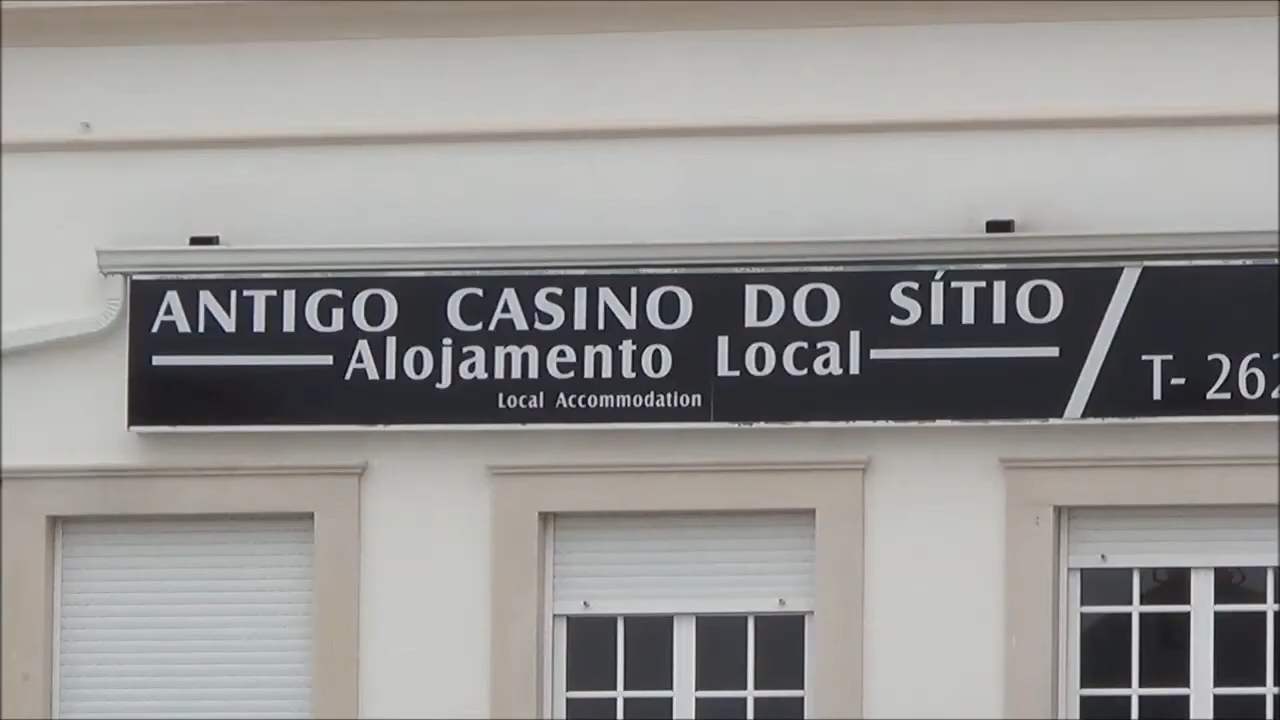 ANTIGO CASINO DO SÍTIO
Alojamento Local
Local Accommodation
T- 262